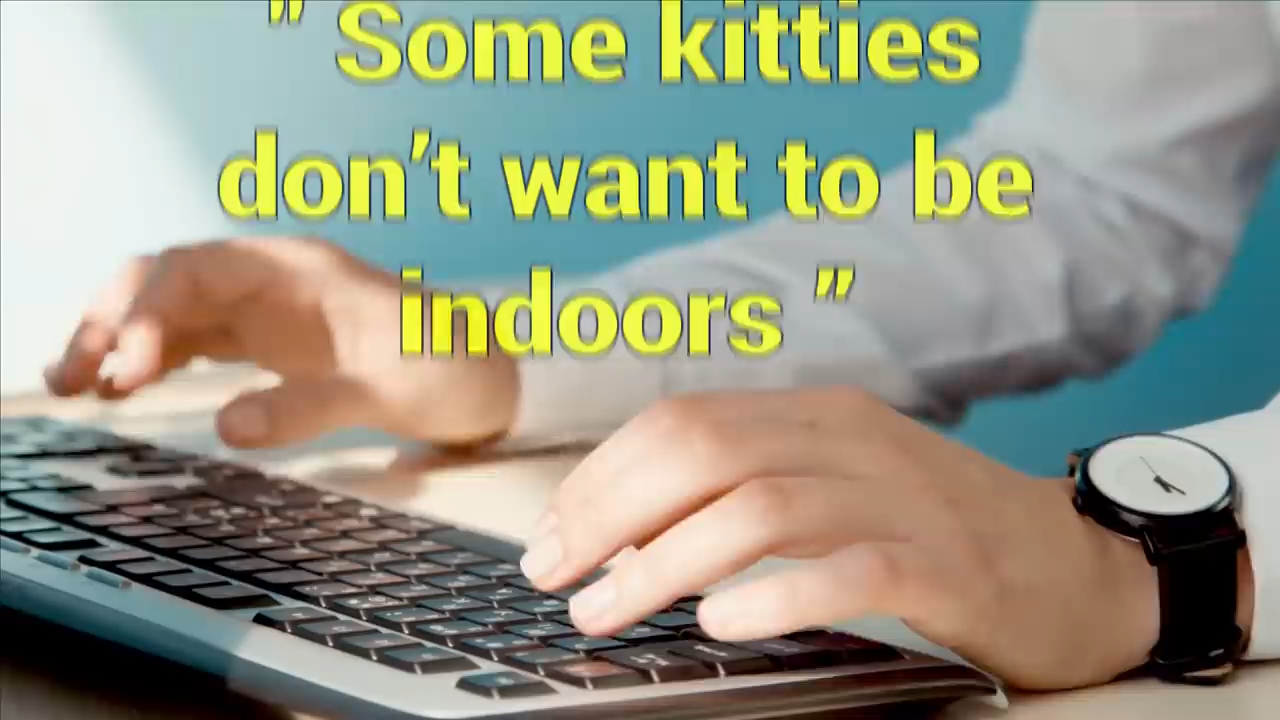 " Some kitties
don't want to be
indoors "